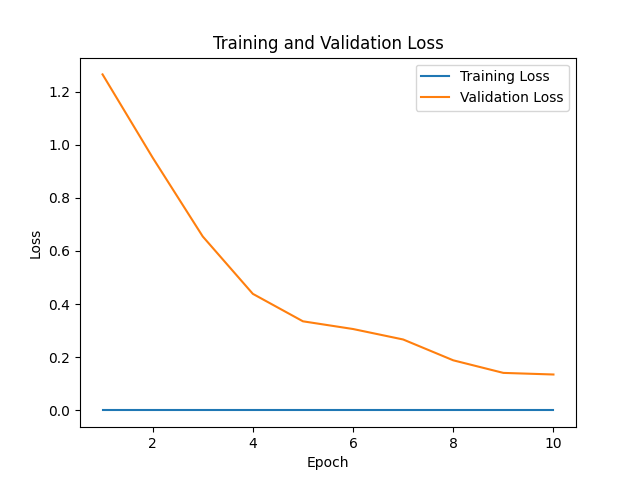 Training and Validation Loss
Training Loss
Validation Loss
1.2
1.0
0.8
0.6
0.4
0.2
0.0
Loss
2 4 6 8 10
Epoch